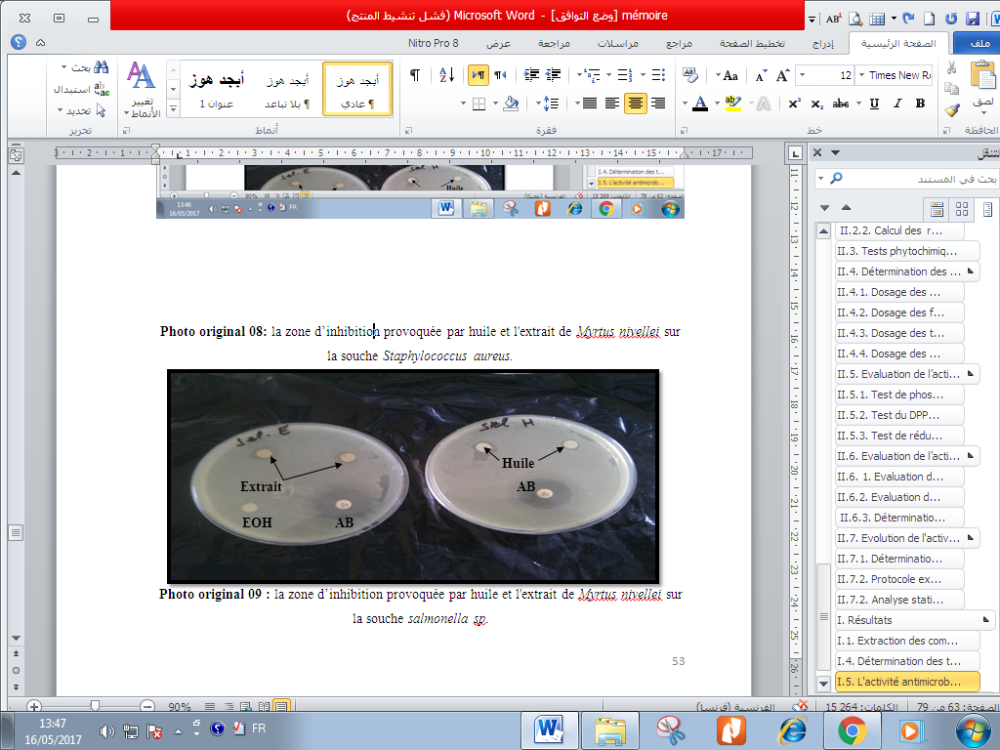 mémoire [وضع التوافق] - Microsoft Word (فشل تنشيط المنتج)
ملف
الصفحة الرئيسية
إدراج
تخطيط الصفحة
مراجع
مراسلات
مراجعة
عرض
Nitro Pro 8
لصق
الحافظة
Times New R
12
خط
فقرة
أبجد هوز
¶ عادي
أبجد هوز
¶ بلا تباعد
أبجد هوز
عنوان 1
تغيير الأنماط
أنماط
بحث
استبدال
تحديد
تحرير
بحث في المستند
II.2.2. Calcul des r...
II.3. Tests phytochimiq...
II.4. Détermination des ...
II.4.1. Dosage des ...
II.4.2. Dosage des f...
II.4.3. Dosage des t...
II.4.4. Dosage des ...
II.5. Evaluation de l'acti...
II.5.1. Test de phos...
II.5.2. Test du DPP...
II.5.3. Test de rédu...
II.6. Evaluation de l'acti...
II.6. 1. Evaluation d...
II.6.2. Evaluation d...
II.6.3. Déterminatio...
II.7. Evolution de l'activ...
II.7.1. Déterminatio...
II.7.2. Protocole ex...
II.7.2. Analyse stati...
I. Résultats
I.1. Extraction des com...
I.4. Détermination des t...
I.5. L'activité antimicrob...
I.4. Détermination des t...
I.5. L'activité antimicrob...
Huile
13:46
16/05/2017
FR
90%
Photo original 08: la zone d'inhibition provoquée par huile et l'extrait de Myrtus nivellei sur
la souche Staphylococcus aureus.
sal. E
sal H
Extrait
Huile
AB
EOH
AB
Photo original 09 : la zone d'inhibition provoquée par huile et l'extrait de Myrtus nivellei sur
la souche salmonella sp.
53
الصفحة: 63 من 79
الكلمات: 15 264
الفرنسية (فرنسا)
90%
13:47
16/05/2017
FR